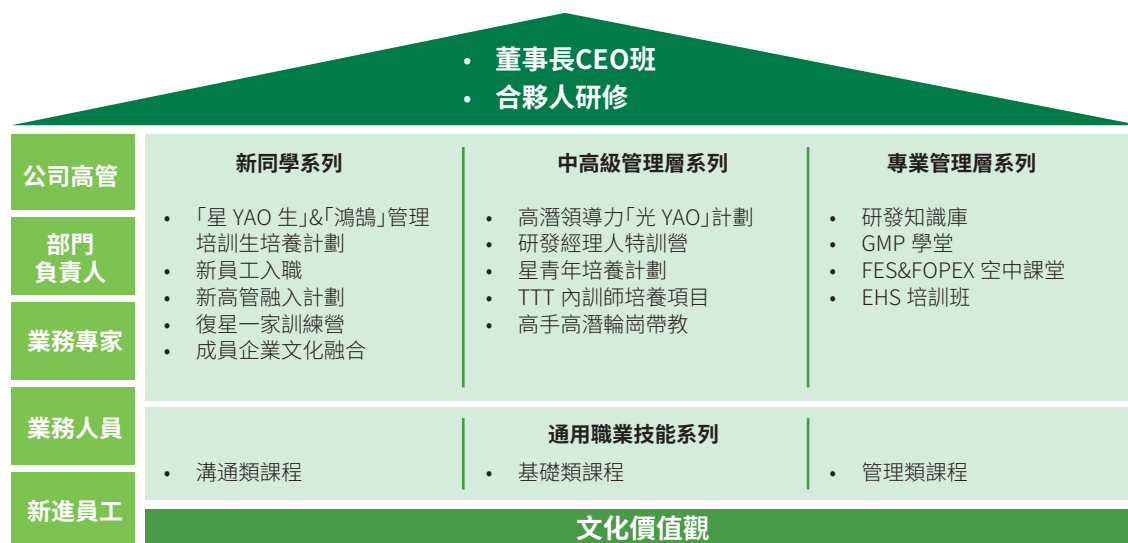 • 董事長CEO班
• 合夥人研修
公司高管
部門
負責人
業務專家
業務人員
新進員工
新同學系列
• 「星 YAO 生」&「鴻鵠」管理
培訓生培養計劃
• 新員工入職
• 新高管融入計劃
• 復星一家訓練營
• 成員企業文化融合
中高級管理層系列
• 高潛領導力「光 YAO」計劃
• 研發經理人特訓營
• 星青年培養計劃
• TTT 內訓師培養項目
• 高手高潛輪崗帶教
專業管理層系列
• 研發知識庫
• GMP 學堂
• FES&FOPEX 空中課堂
• EHS 培訓班
通用職業技能系列
• 溝通類課程
• 基礎類課程
• 管理類課程
文化價值觀